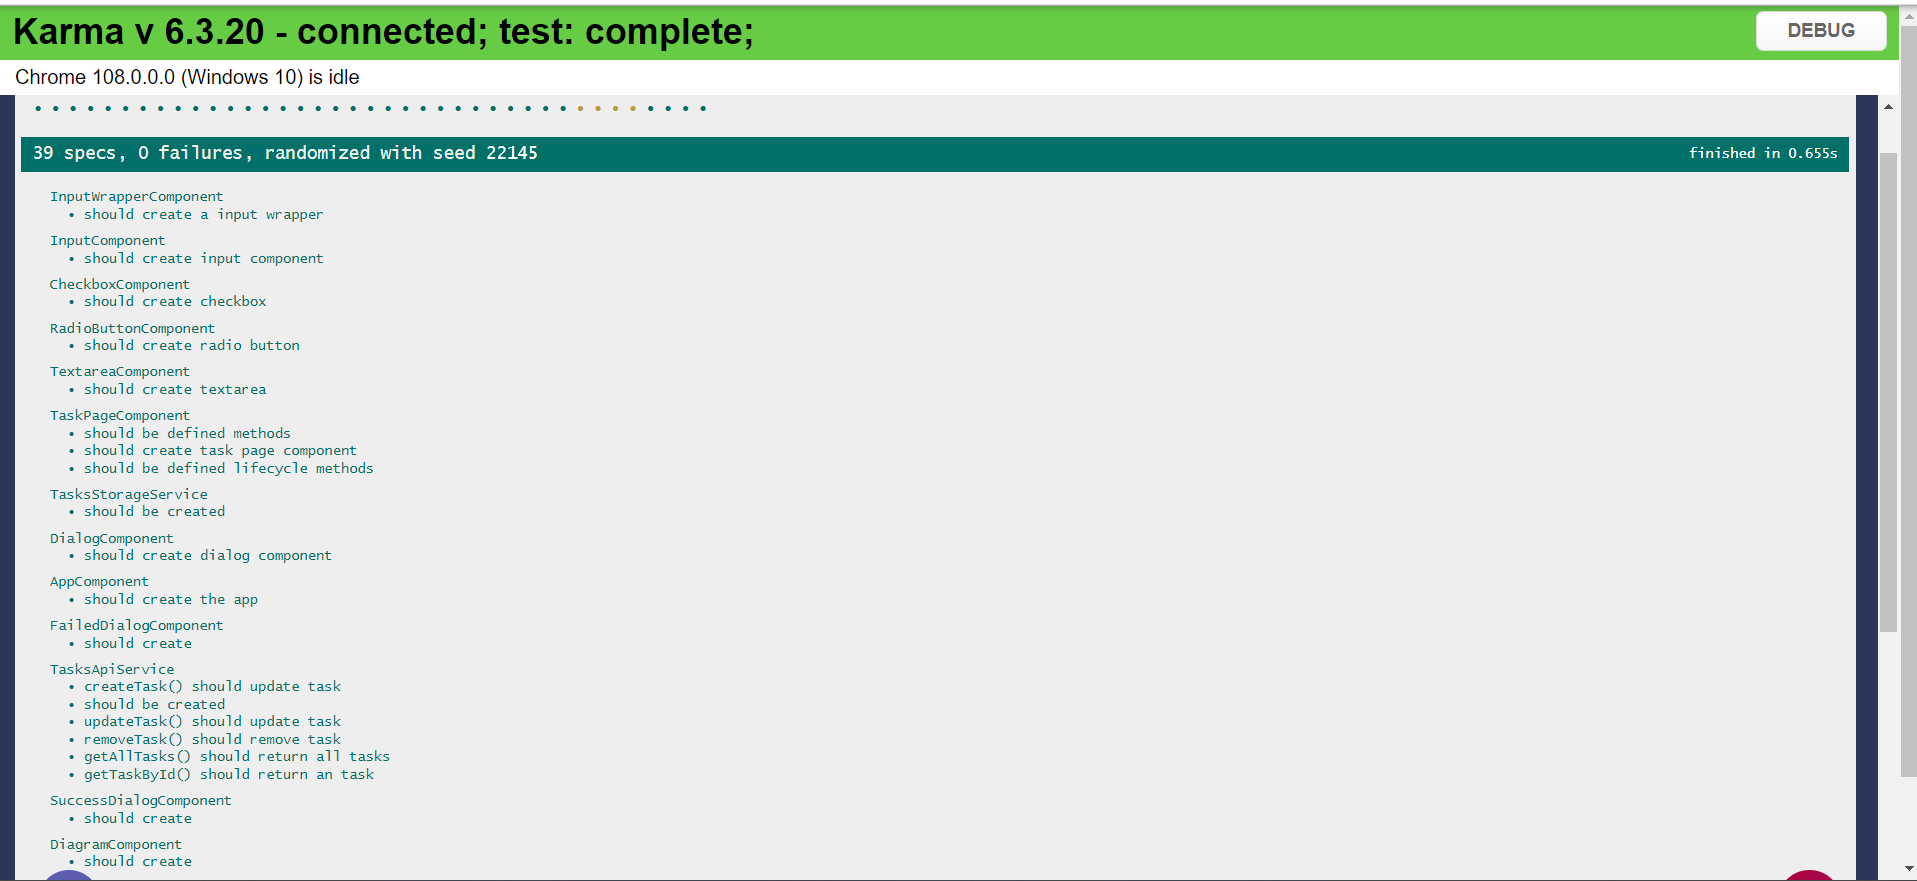 Karma v 6.3.20 - connected; test: complete;
DEBUG
Chrome 108.0.0.0 (Windows 10) is idle
39 specs, 0 failures, randomized with seed 22145
finished in 0.655s
InputWrapperComponent
• should create a input wrapper
InputComponent
• should create input component
CheckboxComponent
• should create checkbox
RadioButtonComponent
• should create radio button
TextareaComponent
• should create textarea
TaskPageComponent
• should be defined methods
• should create task page component
• should be defined lifecycle methods
TasksStorageService
• should be created
DialogComponent
• should create dialog component
AppComponent
• should create the app
FailedDialogComponent
• should create
TasksApiService
• createTask() should update task
• should be created
• updateTask() should update task
• removeTask() should remove task
• getAllTasks() should return all tasks
• getTaskById() should return an task
SuccessDialogComponent
• should create
DiagramComponent
• should create